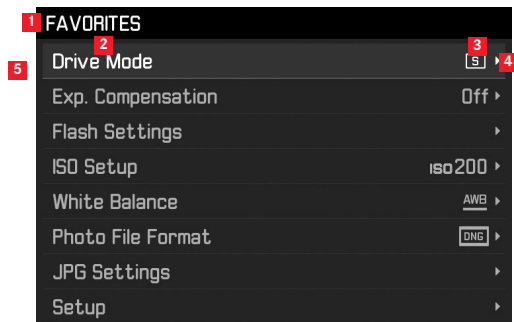 1 FAVORITES
2 3
5 Drive Mode S 4
Exp. Compensation Off
Flash Settings
ISO Setup ISO200
White Balance AWB
Photo File Format DNG
JPG Settings
Setup